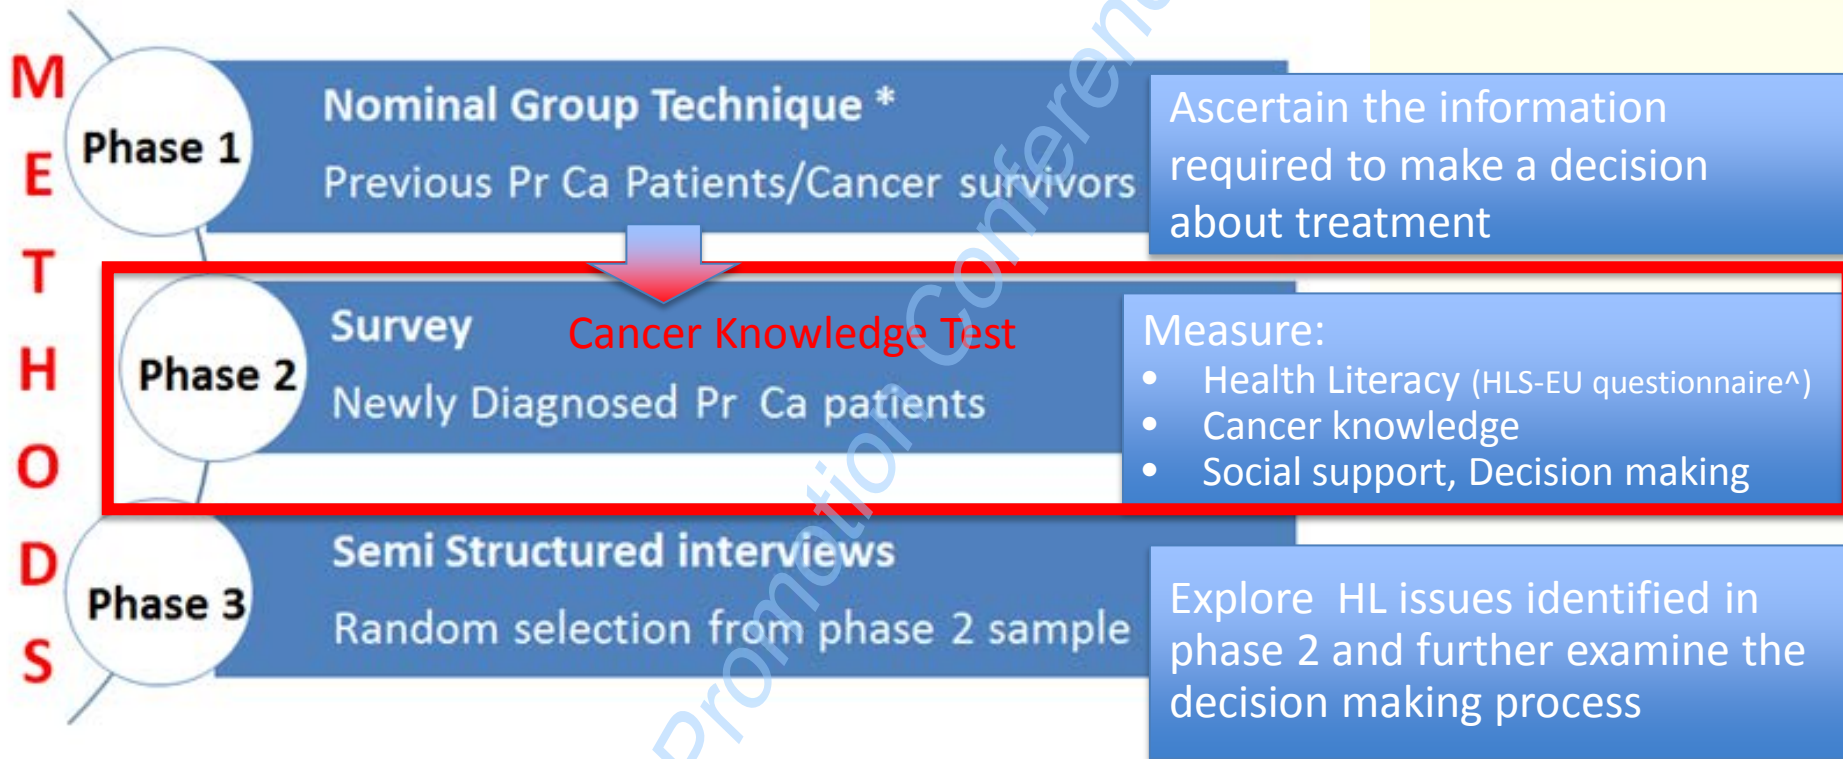 METHODS
Phase 1
Nominal Group Technique *
Previous Pr Ca Patients/Cancer survivors
Ascertain the information
required to make a decision
about treatment
Phase 2
Survey
Cancer Knowledge Test
Newly Diagnosed Pr Ca patients
Measure:
• Health Literacy (HLS-EU questionnaire^)
• Cancer knowledge
• Social support, Decision making
Phase 3
Semi Structured interviews
Random selection from phase 2 sample
Explore HL issues identified in
phase 2 and further examine the
decision making process
Promotion Conferenc